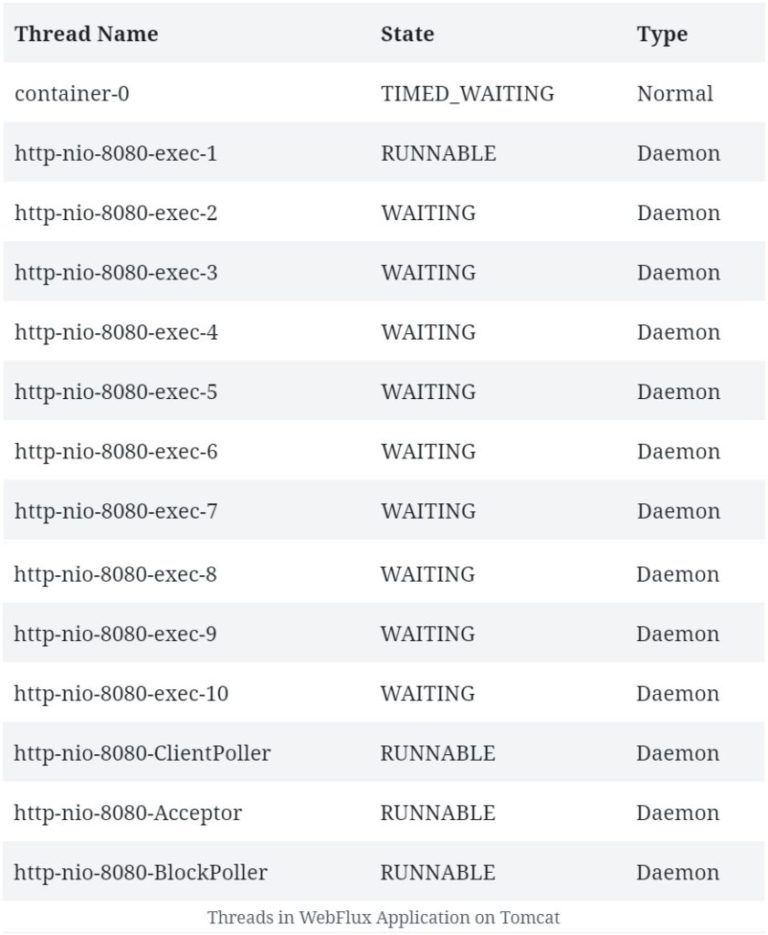 Thread Name State Type
container-0 TIMED_WAITING Normal
http-nio-8080-exec-1 RUNNABLE Daemon
http-nio-8080-exec-2 WAITING Daemon
http-nio-8080-exec-3 WAITING Daemon
http-nio-8080-exec-4 WAITING Daemon
http-nio-8080-exec-5 WAITING Daemon
http-nio-8080-exec-6 WAITING Daemon
http-nio-8080-exec-7 WAITING Daemon
http-nio-8080-exec-8 WAITING Daemon
http-nio-8080-exec-9 WAITING Daemon
http-nio-8080-exec-10 WAITING Daemon
http-nio-8080-ClientPoller RUNNABLE Daemon
http-nio-8080-Acceptor RUNNABLE Daemon
http-nio-8080-BlockPoller RUNNABLE Daemon
Threads in WebFlux Application on Tomcat